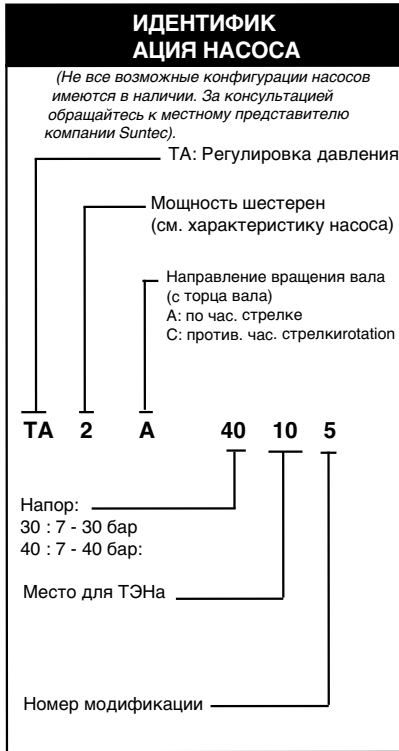 ИДЕНТИФИК
АЦИЯ НАСОСА
(Не все возможные конфигурации насосов
имеются в наличии. За консультацией
обращайтесь к местному представителю
компании Suntec).
ТА: Регулировка давления
Мощность шестерен
(см. характеристику насоса)
Направление вращения вала
(с торца вала)
А: по час. стрелке
С: против. час. стрелкиrotation
ТА 2 А 40 10 5
Напор:
30 : 7 - 30 бар
40 : 7 - 40 бар:
Место для ТЭНа
Номер модификации